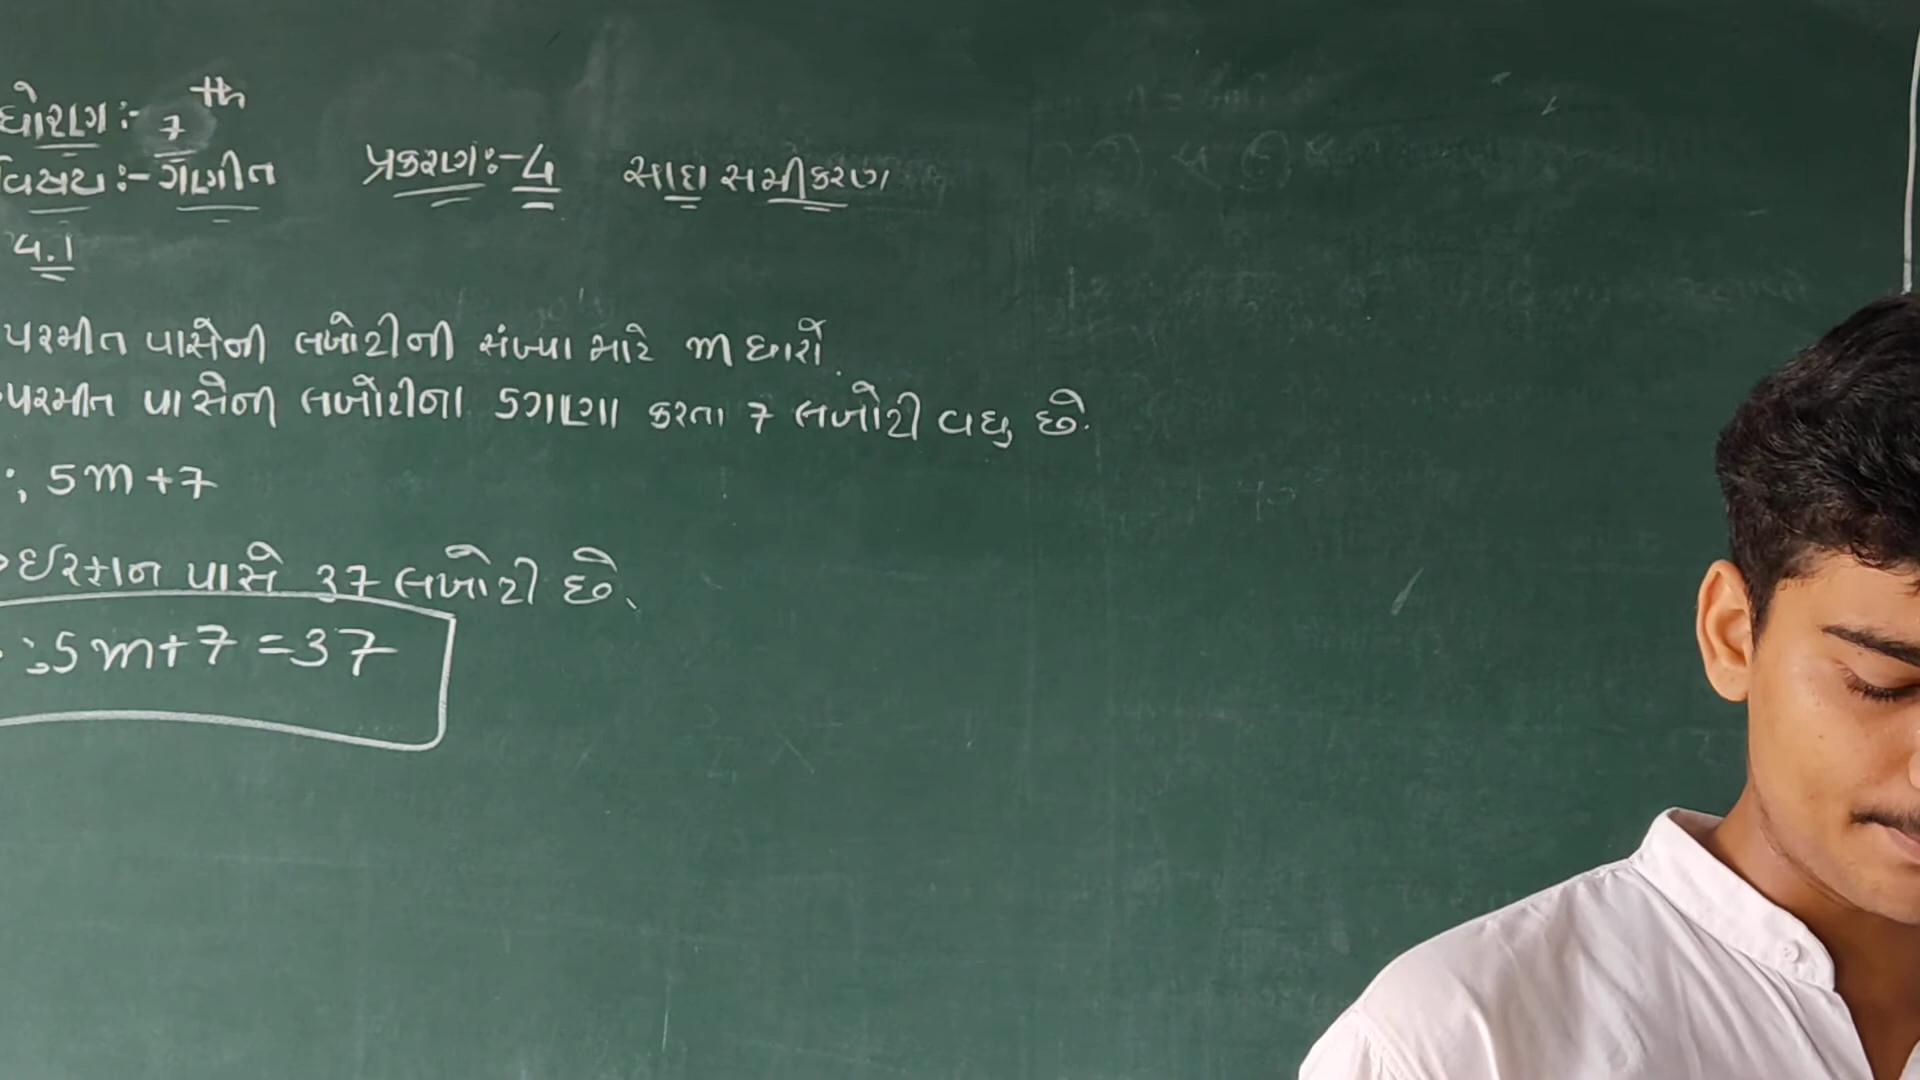 ધોરણ :- 7th
વિષય :- ગણીત પ્રકરણ :- 4 સાદા સમીકરણ
4.1
પરમીત પાસેની લખોટીની સંખ્યા માટે m ધારો.
પરમીત પાસેની લખોટીના 5ગણા કરતા 7 લખોટી વધુ છે.
∴ 5m+7
ઈરફાન પાસે 37 લખોટી છે.
∴ 5m+7=37